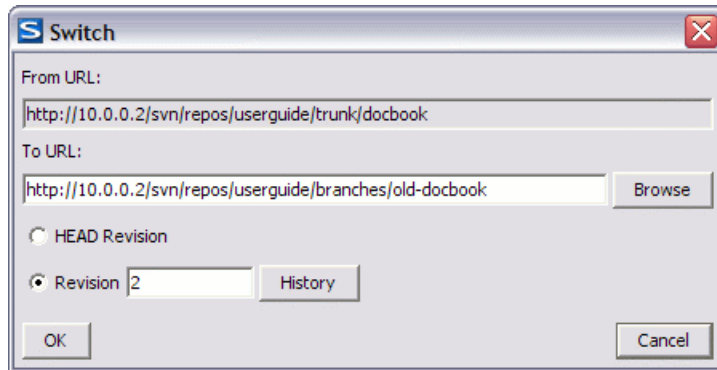 S Switch
From URL:
http://10.0.0.2/svn/repos/userguide/trunk/docbook
To URL:
http://10.0.0.2/svn/repos/userguide/branches/old-docbook Browse
HEAD Revision
Revision 2 History
OK Cancel